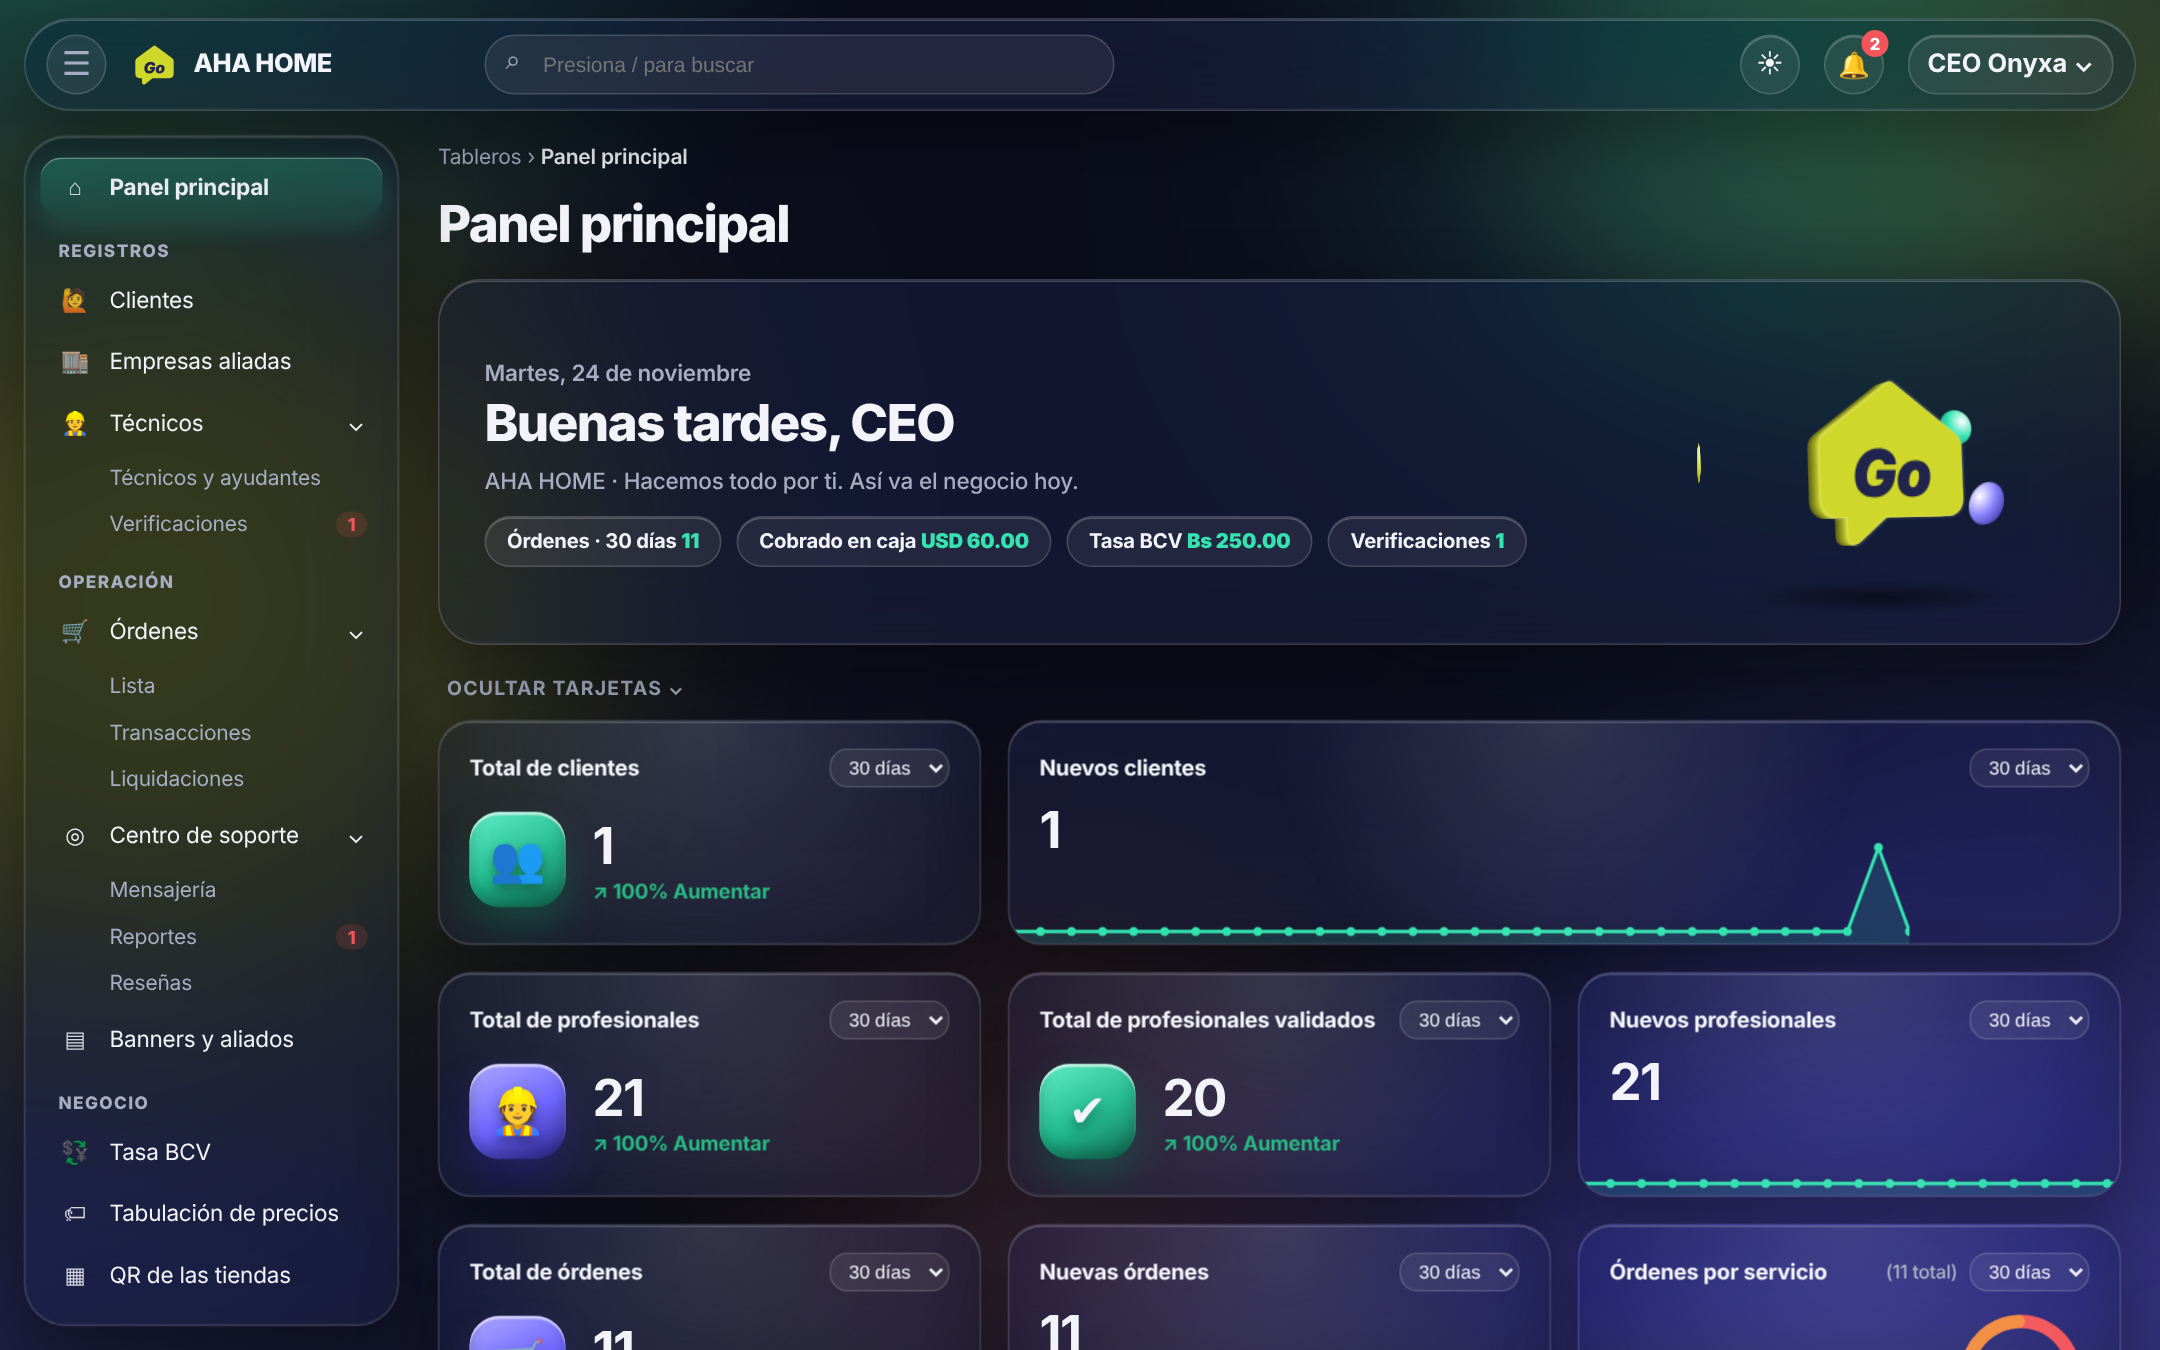 Go AHA HOME
Presiona / para buscar
2
CEO Onyxa
Panel principal
REGISTROS
Clientes
Empresas aliadas
Técnicos
Técnicos y ayudantes
Verificaciones 1
OPERACIÓN
Órdenes
Lista
Transacciones
Liquidaciones
Centro de soporte
Mensajería
Reportes 1
Reseñas
Banners y aliados
NEGOCIO
Tasa BCV
Tabulación de precios
QR de las tiendas
Tableros › Panel principal
Panel principal
Martes, 24 de noviembre
Buenas tardes, CEO
AHA HOME · Hacemos todo por ti. Así va el negocio hoy.
Órdenes · 30 días 11
Cobrado en caja USD 60.00
Tasa BCV Bs 250.00
Verificaciones 1
Go
OCULTAR TARJETAS
Total de clientes 30 días
1
↗ 100% Aumentar
Nuevos clientes 30 días
1
Total de profesionales 30 días
21
↗ 100% Aumentar
Total de profesionales validados 30 días
20
↗ 100% Aumentar
Nuevos profesionales 30 días
21
Total de órdenes 30 días
11
Nuevas órdenes 30 días
11
Órdenes por servicio (11 total) 30 días